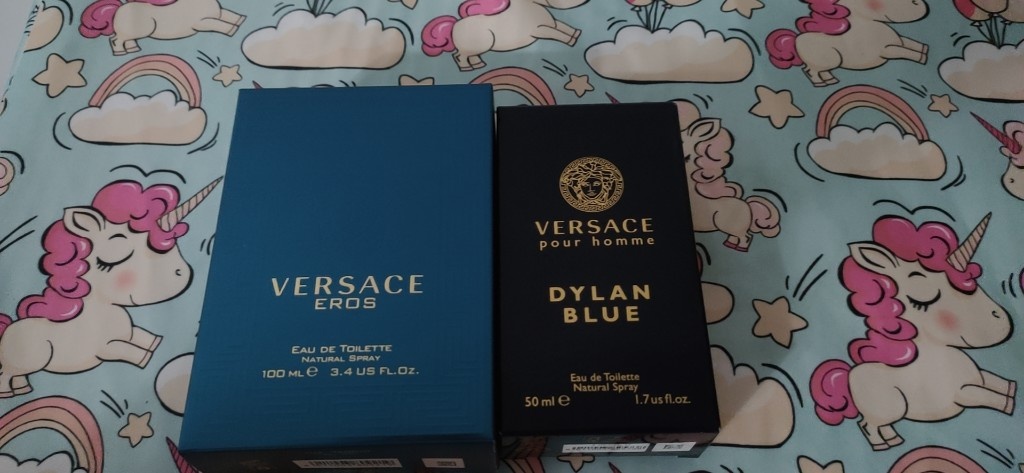 VERSACE
EROS
EAU DE TOILETTE
NATURAL SPRAY
100 ML e 3.4 US FL.OZ.
VERSACE
pour homme
DYLAN
BLUE
Eau de Toilette
Natural Spray
50 ml e 1.7 us fl.oz.